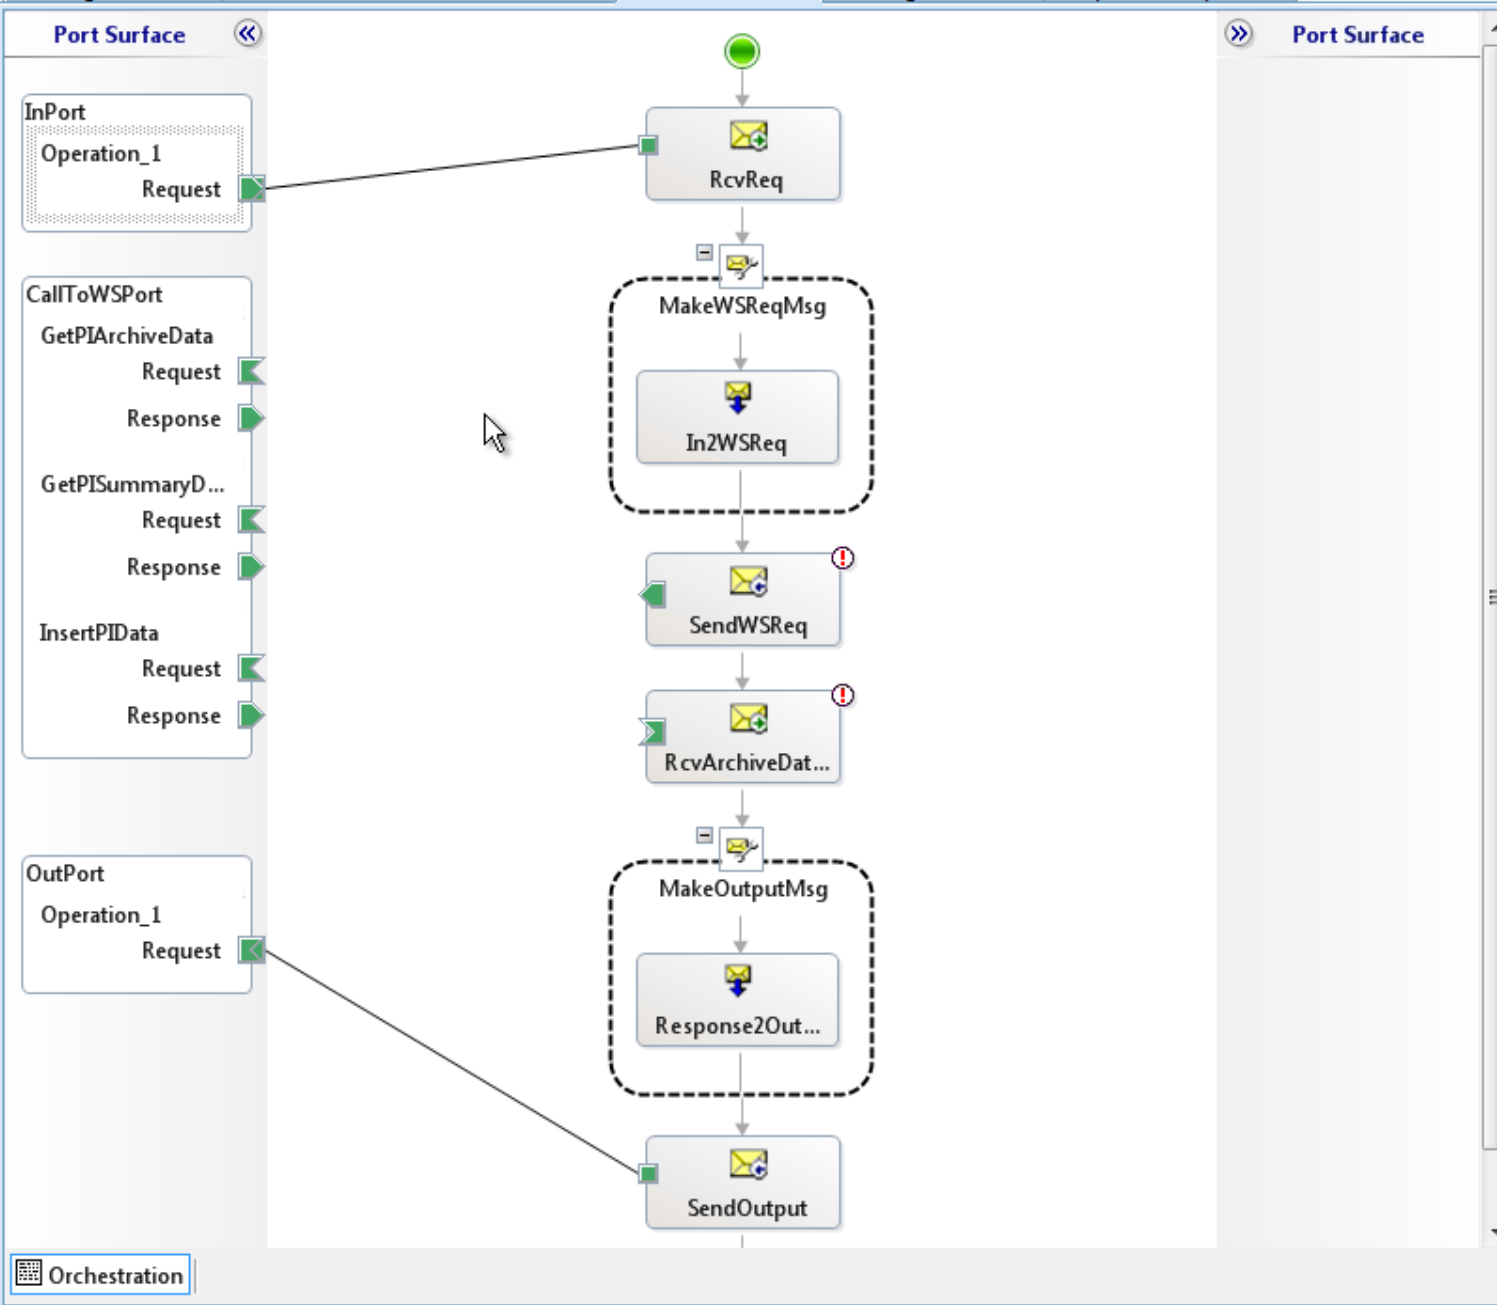 Port Surface
InPort
Operation_1
Request
CallToWSPort
GetPIArchiveData
Request
Response
GetPISummaryD...
Request
Response
InsertPIData
Request
Response
OutPort
Operation_1
Request
RcvReq
MakeWSReqMsg
In2WSReq
SendWSReq
RcvArchiveDat...
MakeOutputMsg
Response2Out...
SendOutput
Port Surface
Orchestration